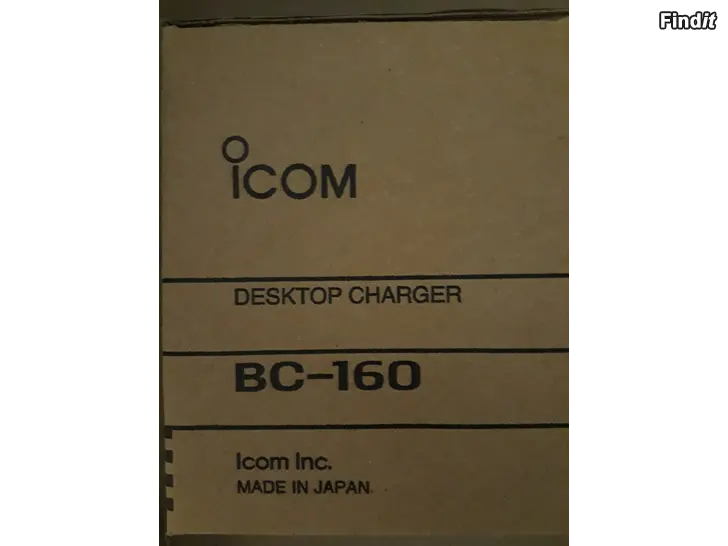 Findit
ICOM
DESKTOP CHARGER
BC-160
Icom Inc.
MADE IN JAPAN